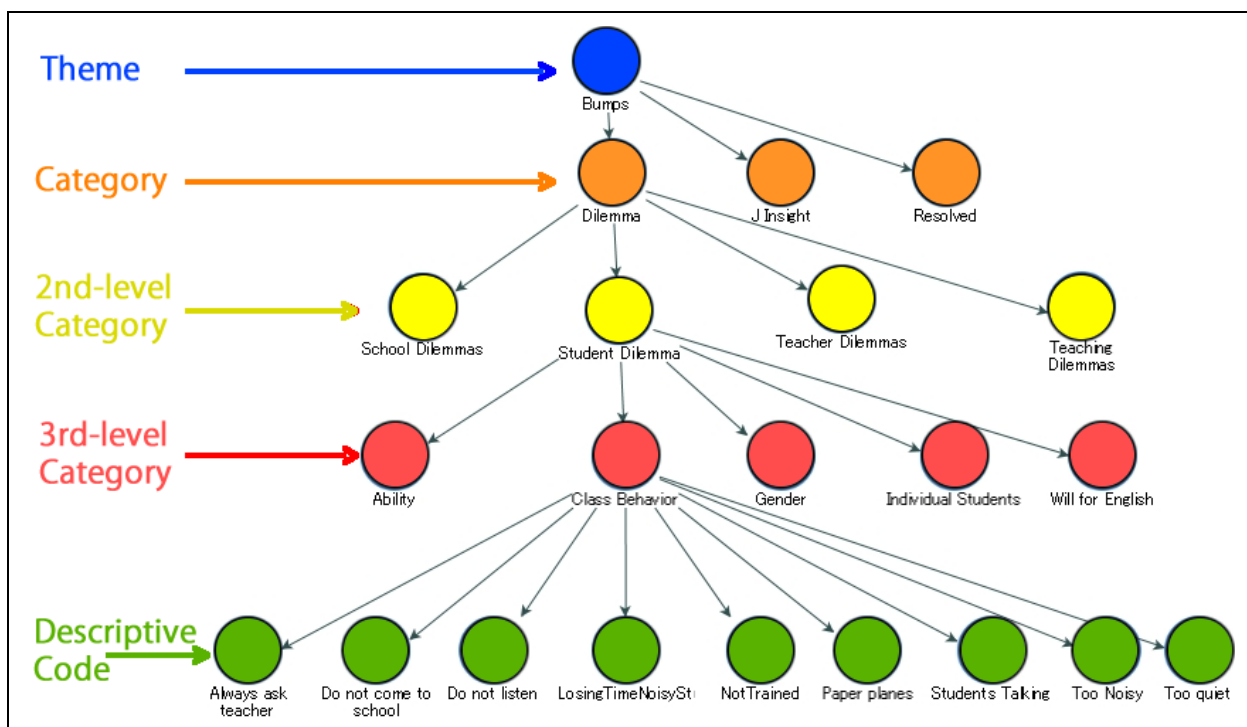 Theme
Bumps
Category
Dilemma
J Insight
Resolved
2nd-level
Category
School Dilemmas
Student Dilemma
Teacher Dilemmas
Teaching
Dilemmas
3rd-level
Category
Ability
Class Behavior
Gender
Individual Students
Will for English
Descriptive
Code
Always ask
teacher
Do not come to
school
Do not listen
LosingTimeNoisySt
NotTrained
Paper planes
Students Talking
Too Noisy
Too quiet